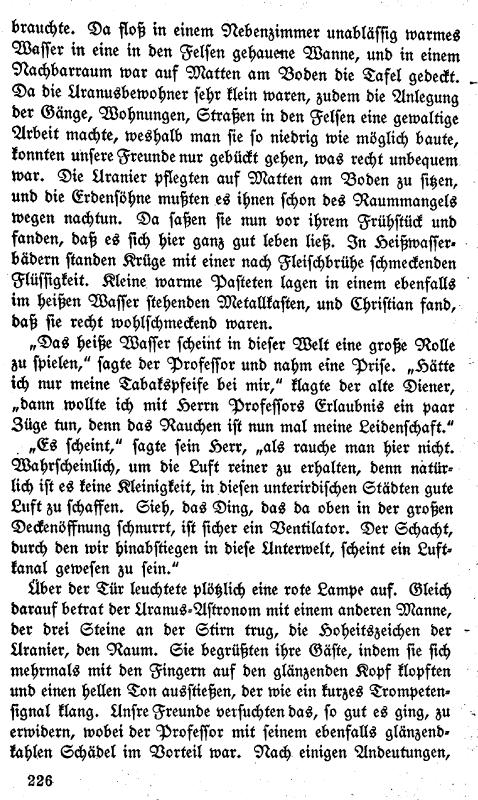 brauchte. Da floß in einem Nebenzimmer unablässig warmes
Wasser in eine in den Felsen gehauene Wanne, und in einem
Nachbarraum war auf Matten am Boden die Tafel gedeckt.
Da die Uranusbewohner sehr klein waren, zudem die Anlegung
der Gänge, Wohnungen, Straßen in den Felsen eine gewaltige
Arbeit machte, weshalb man sie so niedrig wie möglich baute,
konnten unsere Freunde nur gebückt gehen, was recht unbequem
war. Die Uranier pflegten auf Matten am Boden zu sitzen,
und die Erdensöhne mußten es ihnen schon des Raummangels
wegen nachtun. Da saßen sie nun vor ihrem Frühstück und
fanden, daß es sich hier ganz gut leben ließ. In Heißwasser-
bädern standen Krüge mit einer nach Fleischbrühe schmeckenden
Flüssigkeit. Kleine warme Pasteten lagen in einem ebenfalls
im heißen Wasser stehenden Metallkasten, und Christian fand,
daß sie recht wohlschmeckend waren.
„Das heiße Wasser scheint in dieser Welt eine große Rolle
zu spielen,“ sagte der Professor und nahm eine Prise. „Hätte
ich nur meine Tabakspfeife bei mir,“ klagte der alte Diener,
„dann wollte ich mit Herrn Professors Erlaubnis ein paar
Züge tun, denn das Rauchen ist nun mal meine Leidenschaft.“
„Es scheint,“ sagte sein Herr, „als rauche man hier nicht.
Wahrscheinlich, um die Luft reiner zu erhalten, denn natür-
lich ist es keine Kleinigkeit, in diesen unterirdischen Städten gute
Luft zu schaffen. Sieh, das Ding, das da oben in der großen
Deckenöffnung schnurrt, ist sicher ein Ventilator. Der Schacht,
durch den wir hinabstiegen in diese Unterwelt, scheint ein Luft-
kanal gewesen zu sein.“
Über der Tür leuchtete plötzlich eine rote Lampe auf. Gleich
darauf betrat der Uranus-Astronom mit einem anderen Manne,
der drei Steine an der Stirn trug, die Hoheitszeichen der
Uranier, den Raum. Sie begrüßten ihre Gäste, indem sie sich
mehrmals mit den Fingern auf den glänzenden Kopf klopften
und einen hellen Ton ausstießen, der wie ein kurzes Trompeten-
signal klang. Unsre Freunde versuchten das, so gut es ging, zu
erwidern, wobei der Professor mit seinem ebenfalls glänzend-
kahlen Schädel im Vorteil war. Nach einigen Andeutungen,
226